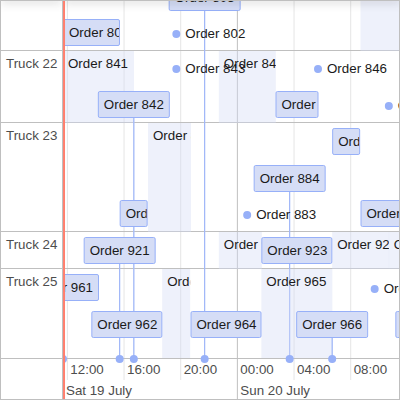 Order 80
Order 802
Truck 22
Order 841
Order 843
Order 84
Order 846
Order 842
Order
Truck 23
Order
Ord
Order 884
Ord
Order 883
Order
Truck 24
Order 921
Order
Order 923
Order 92
Truck 25
961
Ord
Order 965
Or
Order 962
Order 964
Order 966
12:00 16:00 20:00 00:00 04:00 08:00
Sat 19 July Sun 20 July